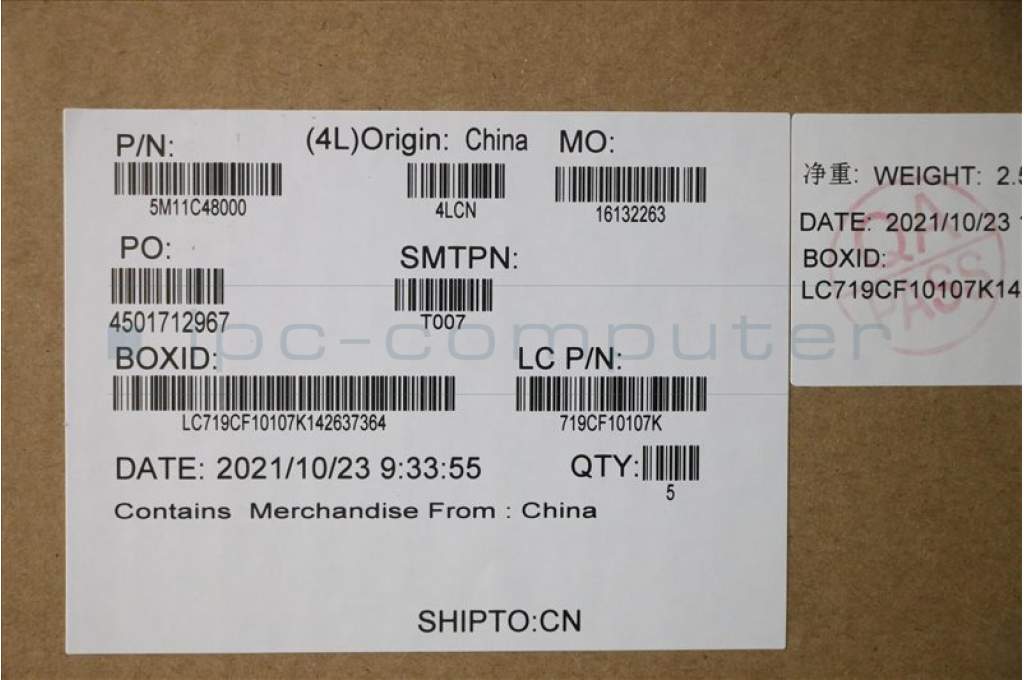 P/N: (4L)Origin: China MO:
5M11C48000 4LCN 16132263
PO: SMTPN:
4501712967 T007
BOXID: LC P/N:
LC719CF10107K142637364 719CF10107K
DATE: 2021/10/23 9:33:55 QTY:
5
Contains Merchandise From : China
SHIPTO:CN
净重: WEIGHT: 2.5
DATE: 2021/10/23
BOXID:
LC719CF10107K14
QA
PASS
ipc-computer